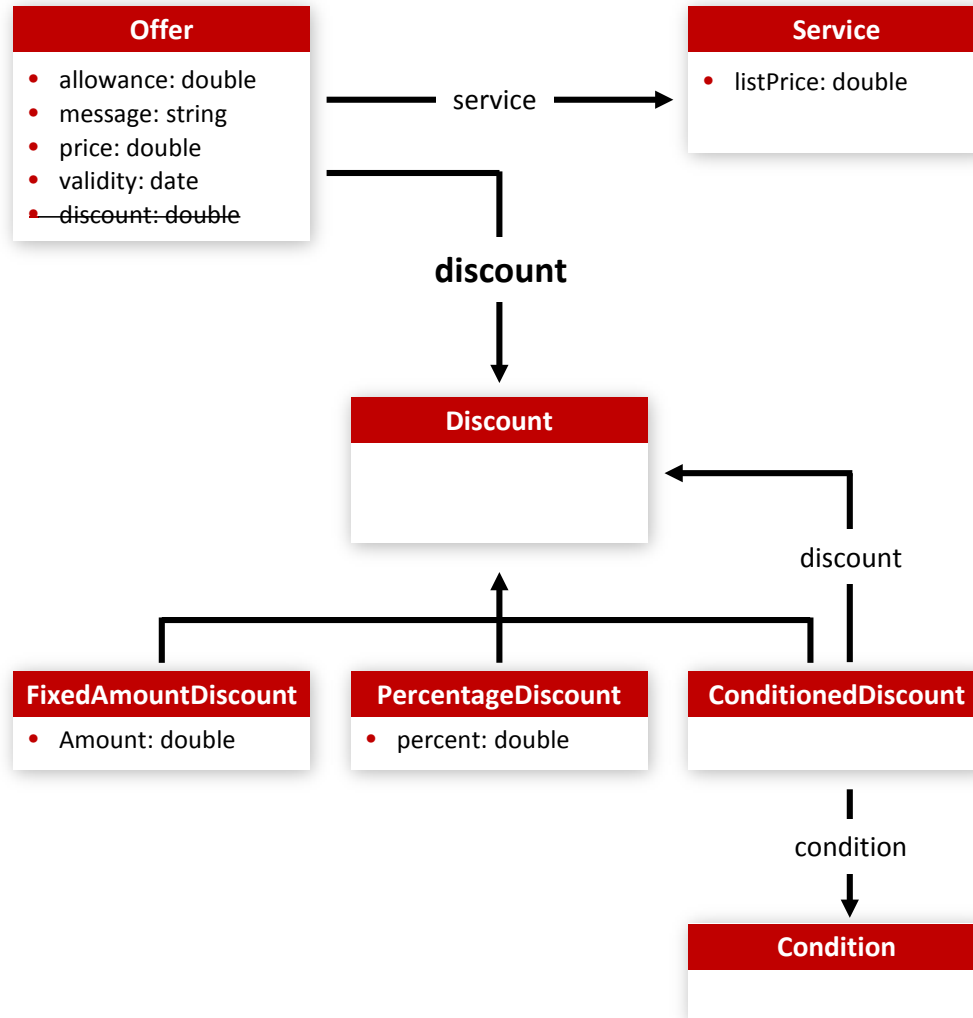 Offer
• allowance: double
• message: string
• price: double
• validity: date
• discount: double
service
Service
• listPrice: double
discount
Discount
discount
FixedAmountDiscount
• Amount: double
PercentageDiscount
• percent: double
ConditionedDiscount
condition
Condition